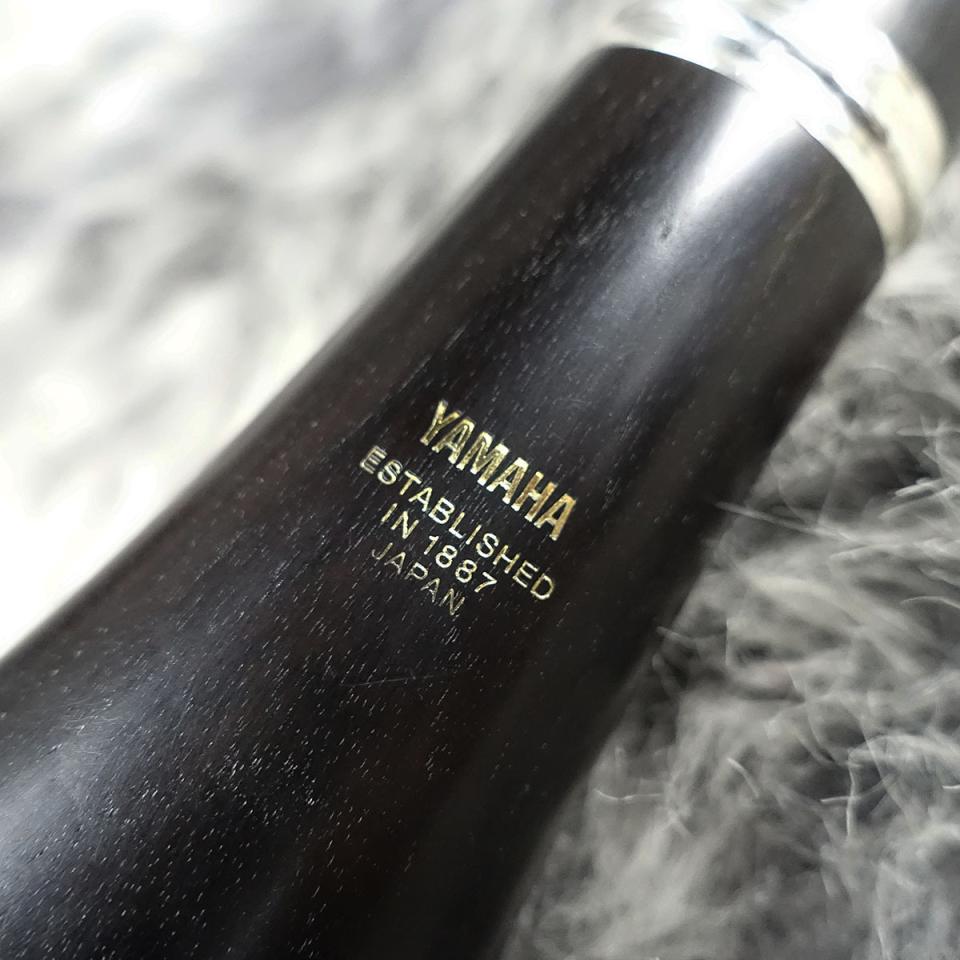 YAMAHA
ESTABLISHED
IN 1887
JAPAN